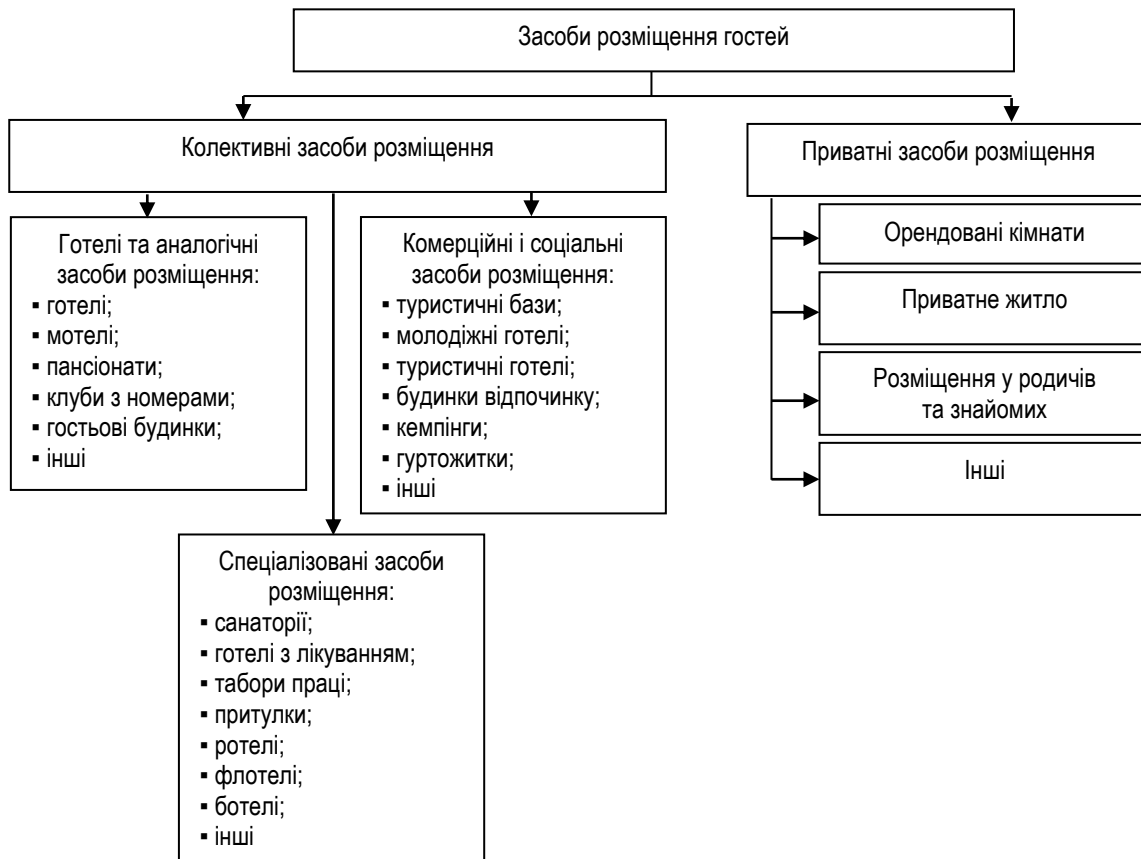 Засоби розміщення гостей
Колективні засоби розміщення
Приватні засоби розміщення
Готелі та аналогічні
засоби розміщення:
▪ готелі;
▪ мотелі;
▪ пансіонати;
▪ клуби з номерами;
▪ гостьові будинки;
▪ інші
Комерційні і соціальні
засоби розміщення:
▪ туристичні бази;
▪ молодіжні готелі;
▪ туристичні готелі;
▪ будинки відпочинку;
▪ кемпінги;
▪ гуртожитки;
▪ інші
Орендовані кімнати
Приватне житло
Розміщення у родичів
та знайомих
Інші
Спеціалізовані засоби
розміщення:
▪ санаторії;
▪ готелі з лікуванням;
▪ табори праці;
▪ притулки;
▪ ротелі;
▪ флотелі;
▪ ботелі;
▪ інші